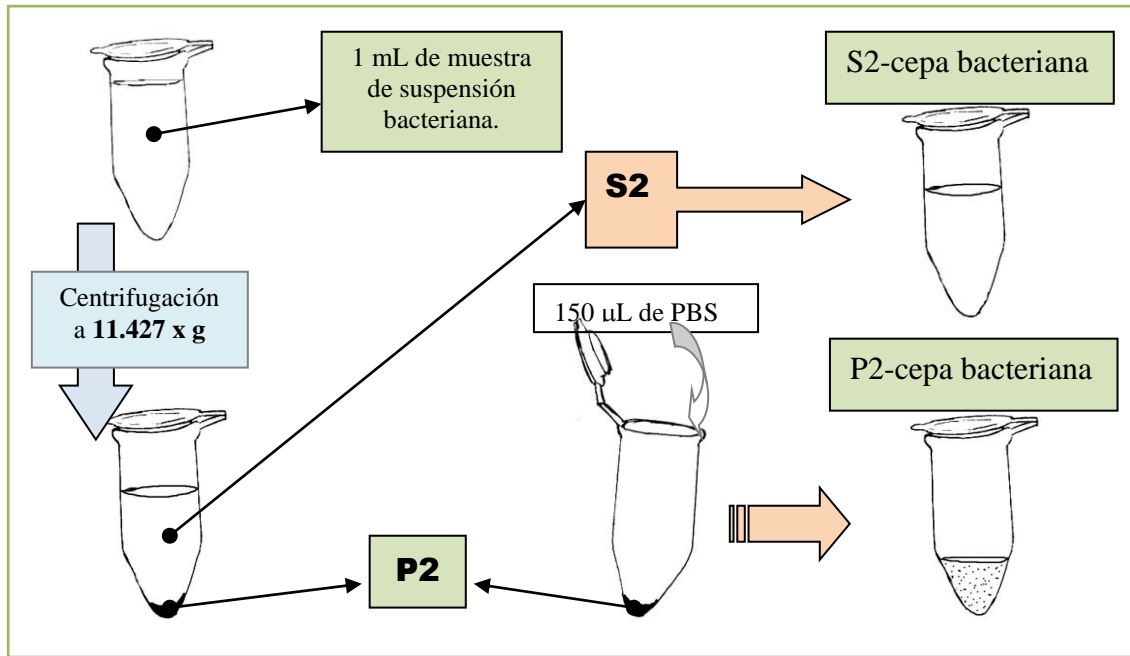 1 mL de muestra
de suspensión
bacteriana.
S2-cepa bacteriana
S2
Centrifugación
a 11.427 x g
150 µL de PBS
P2-cepa bacteriana
P2